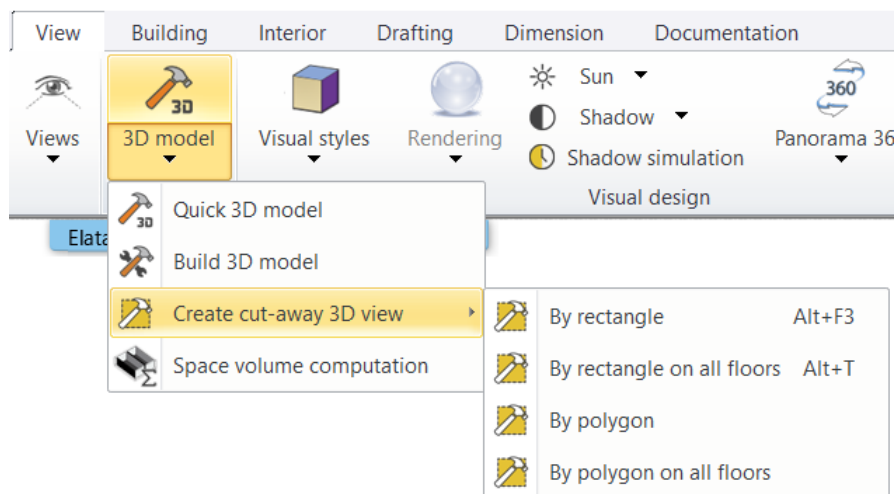 View Building Interior Drafting Dimension Documentation
3D
360
Sun
Shadow
Shadow simulation
Views 3D model Visual styles Rendering Panorama 36
Visual design
Elata
3D Quick 3D model
Build 3D model
Create cut-away 3D view
Σ Space volume computation
By rectangle Alt+F3
By rectangle on all floors Alt+T
By polygon
By polygon on all floors